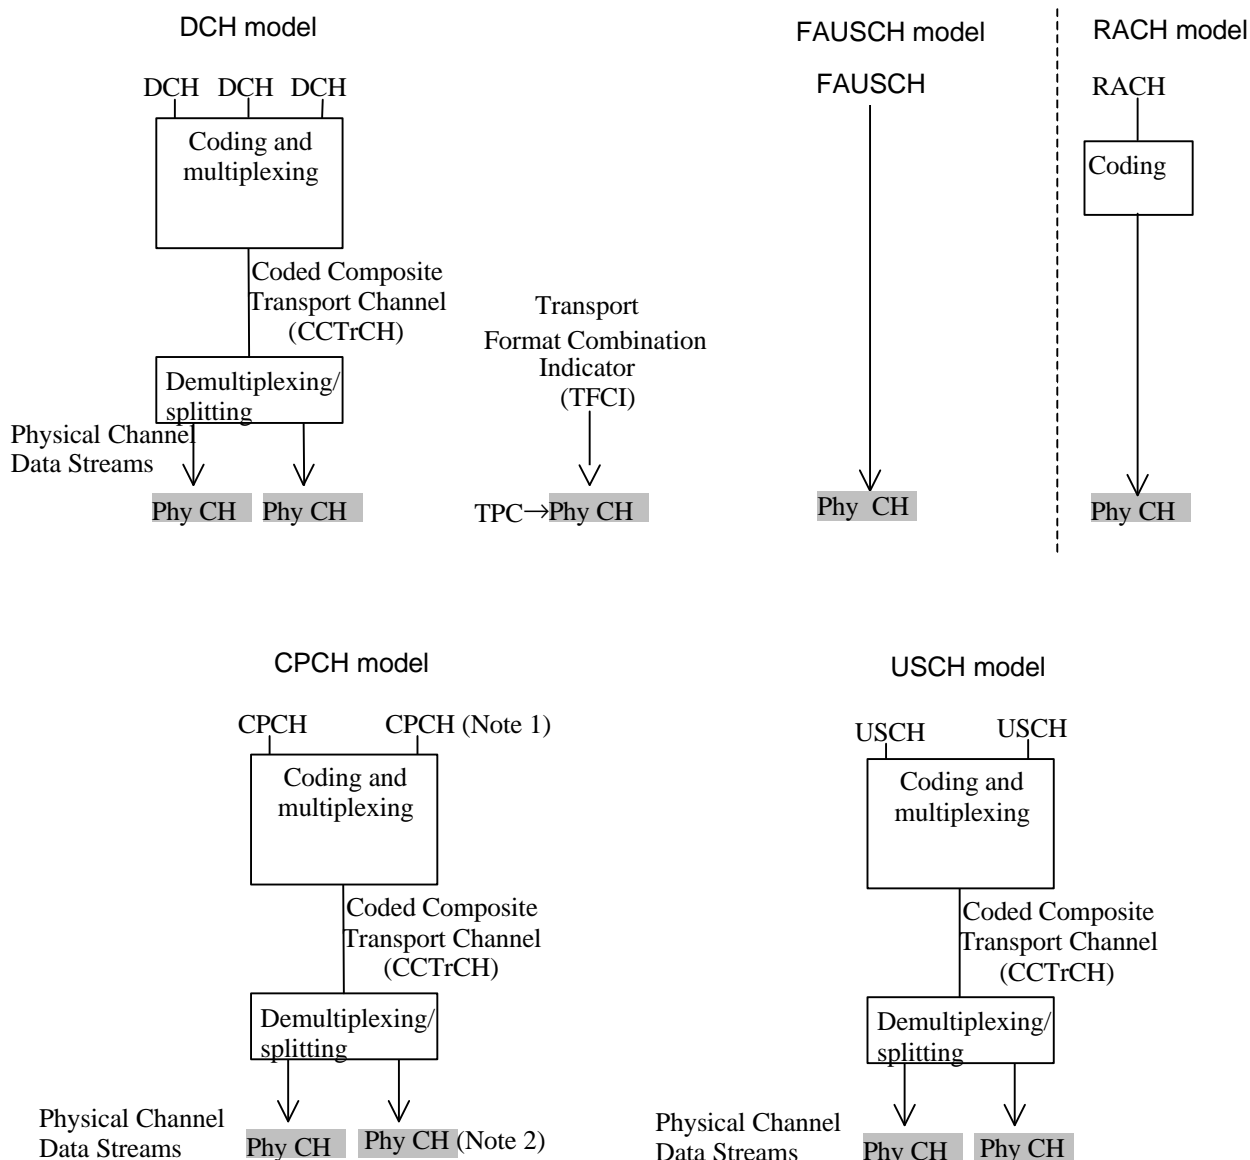 DCH model
DCH DCH DCH
Coding and
multiplexing
Coded Composite
Transport Channel
(CCTrCH)
Demultiplexing/
splitting
Physical Channel
Data Streams
Phy CH Phy CH
Transport
Format Combination
Indicator
(TFCI)
TPC→Phy CH
FAUSCH model
FAUSCH
Phy CH
RACH model
RACH
Coding
Phy CH
CPCH model
CPCH CPCH (Note 1)
Coding and
multiplexing
Coded Composite
Transport Channel
(CCTrCH)
Demultiplexing/
splitting
Physical Channel
Data Streams
Phy CH Phy CH (Note 2)
USCH model
USCH USCH
Coding and
multiplexing
Coded Composite
Transport Channel
(CCTrCH)
Demultiplexing/
splitting
Physical Channel
Data Streams
Phy CH Phy CH